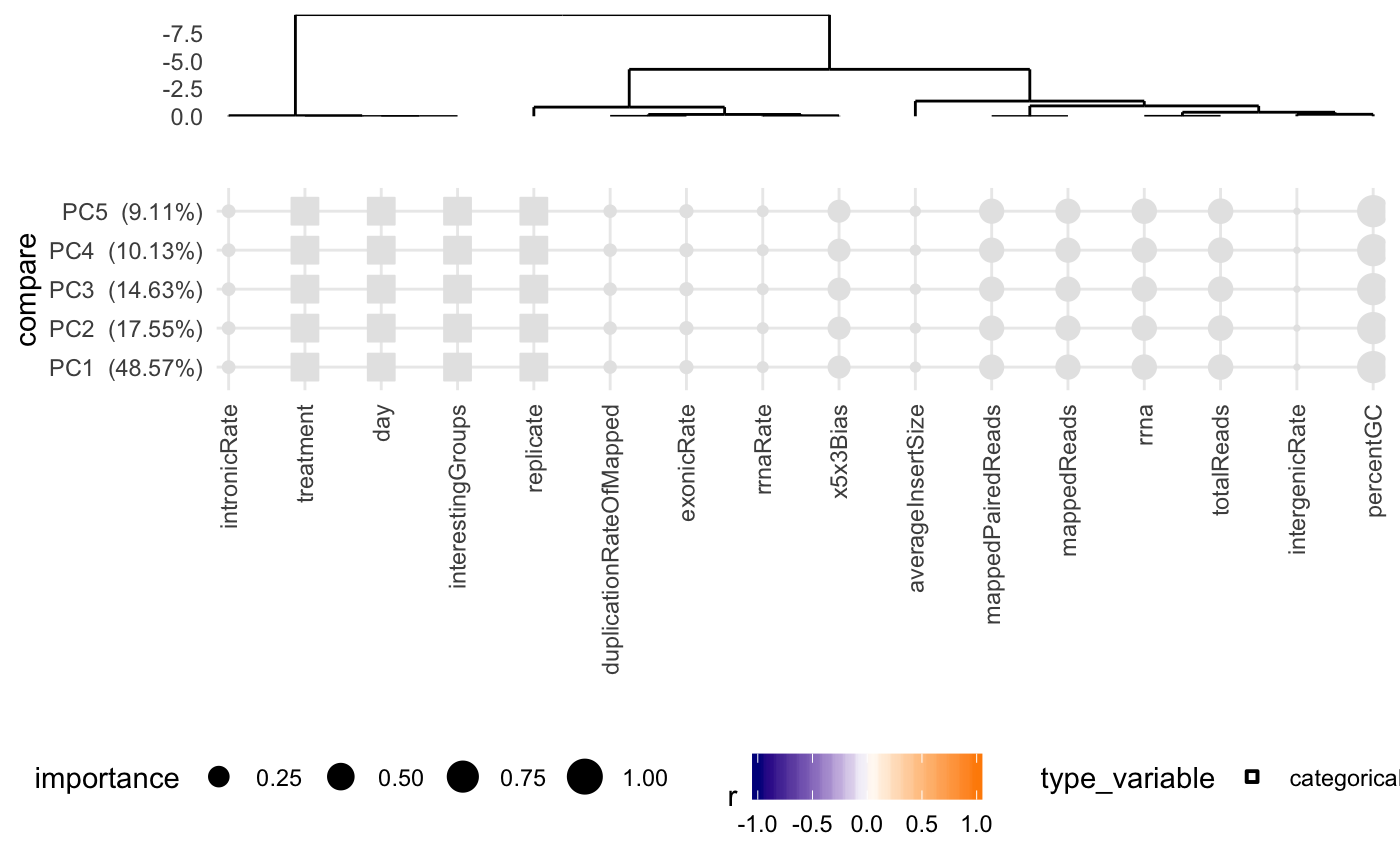 -7.5
-5.0
-2.5
0.0
compare
PC5 (9.11%)
PC4 (10.13%)
PC3 (14.63%)
PC2 (17.55%)
PC1 (48.57%)
intronicRate
treatment
day
interestingGroups
replicate
duplicationRateOfMapped
exonicRate
rrnaRate
x5x3Bias
averageInsertSize
mappedPairedReads
mappedReads
rrna
totalReads
intergenicRate
percentGC
importance 0.25 0.50 0.75 1.00
r
-1.0 -0.5 0.0 0.5 1.0
type_variable categorical